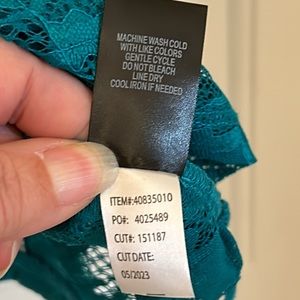 MACHINE WASH COLD
WITH LIKE COLORS
GENTLE CYCLE
DO NOT BLEACH
LINE DRY
COOL IRON IF NEEDED
ITEM#:40835010
PO#: 4025489
CUT#: 151187
CUT DATE:
05/2023